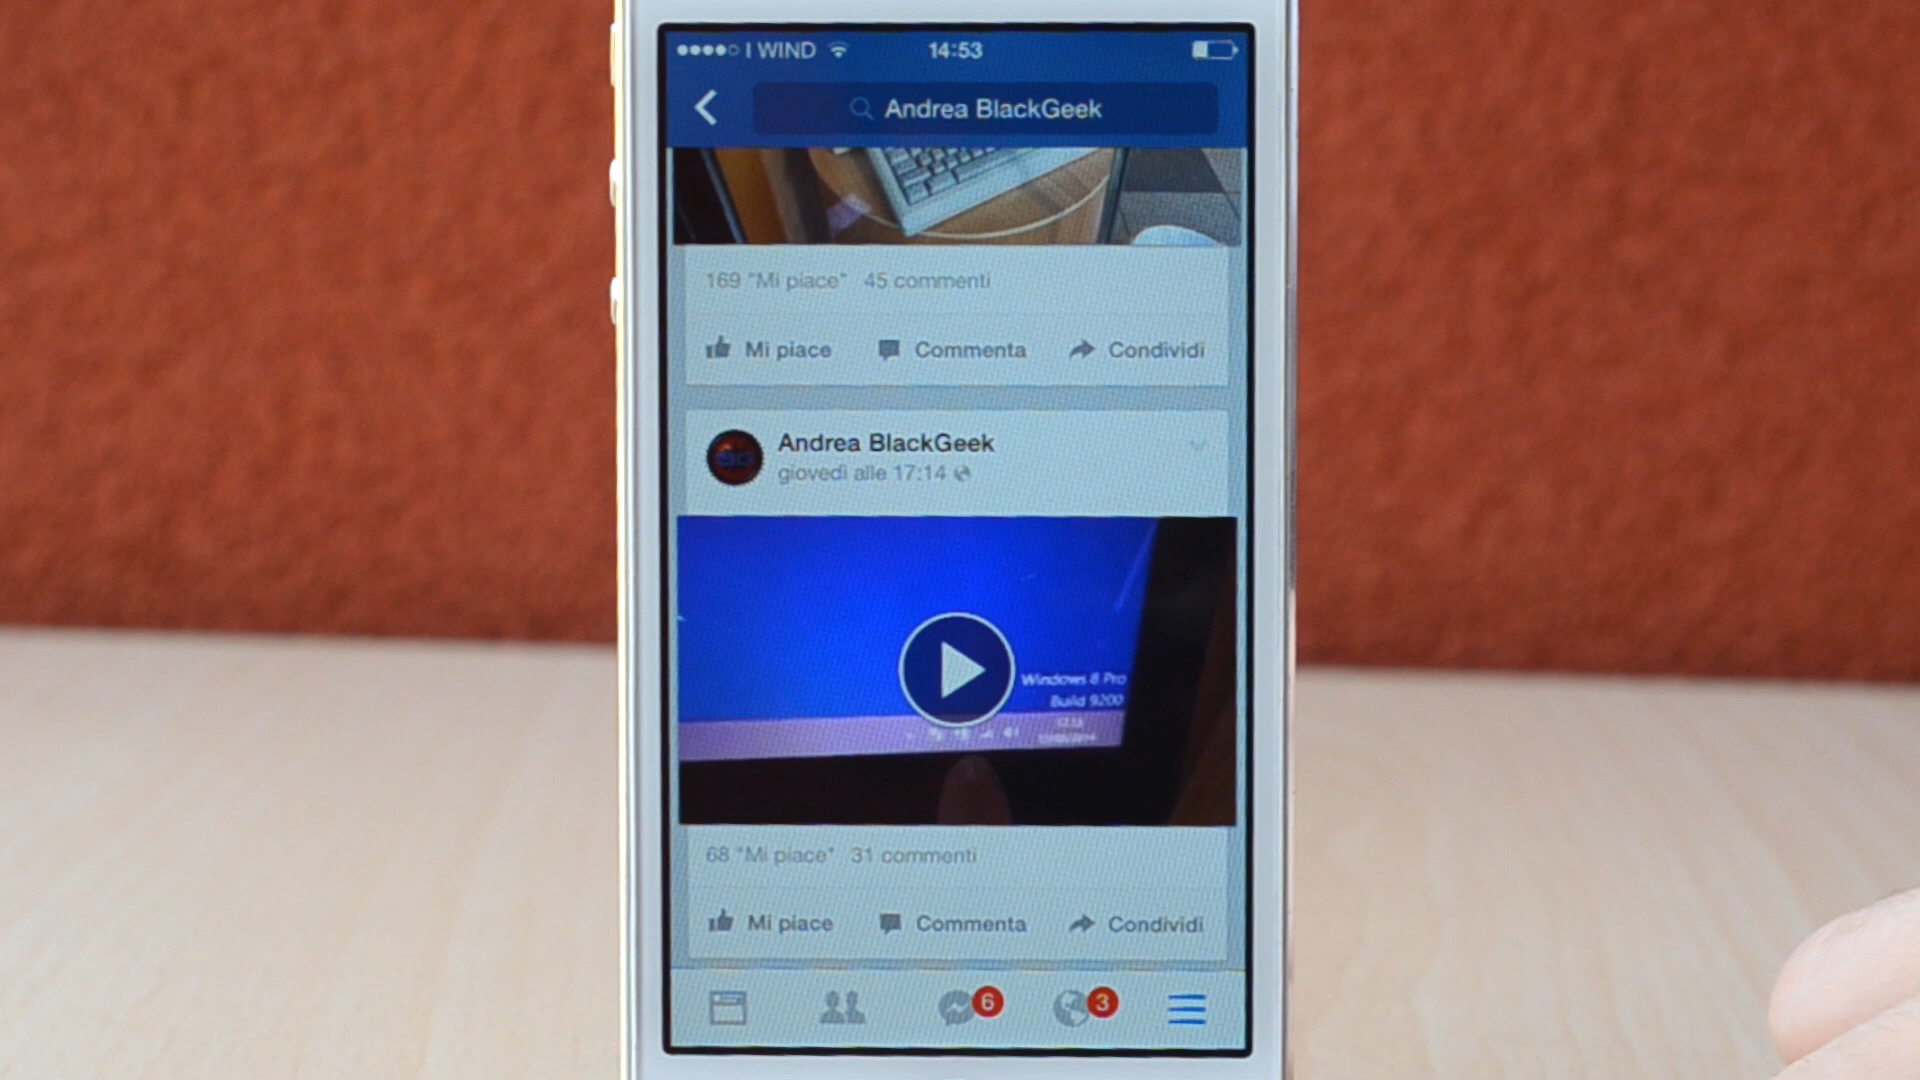 I WIND 14:53
Andrea BlackGeek
169 "Mi piace" 45 commenti
Mi piace Commenta Condividi
Andrea BlackGeek
giovedì alle 17:14
Windows 8 Pro
Build 9200
68 "Mi piace" 31 commenti
Mi piace Commenta Condividi
6 3